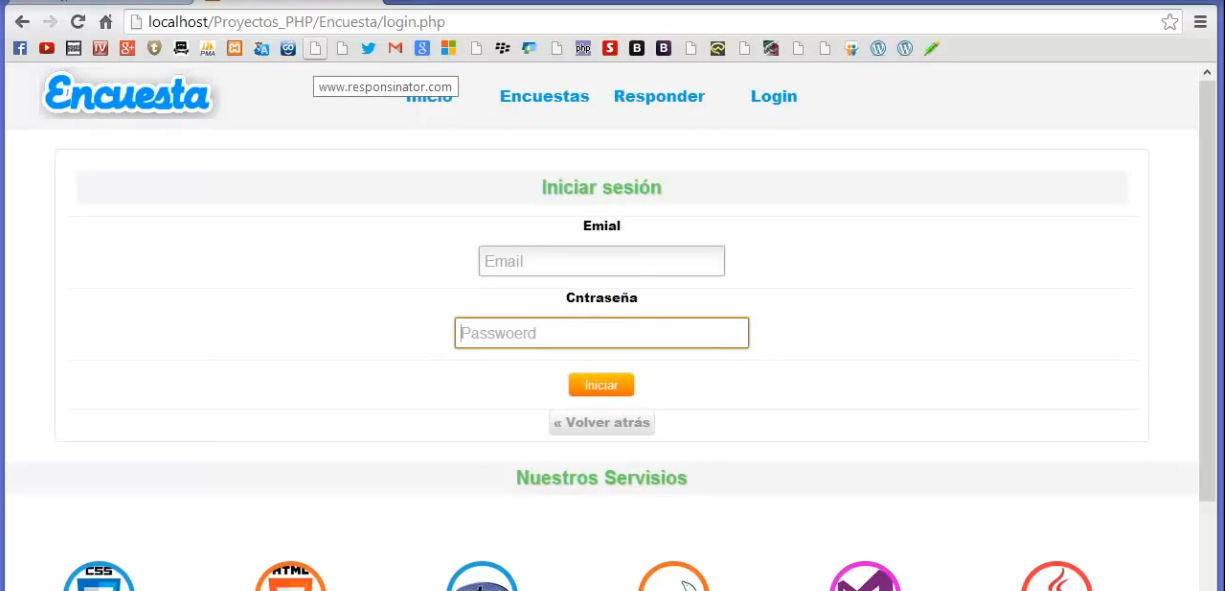 localhost/Proyectos_PHP/Encuesta/login.php
Encuesta
www.responsinator.com
Inicio Encuestas Responder Login
Iniciar sesión
Emial
Email
Cntraseña
Passwoerd
Iniciar
« Volver atrás
Nuestros Servisios
CSS HTML